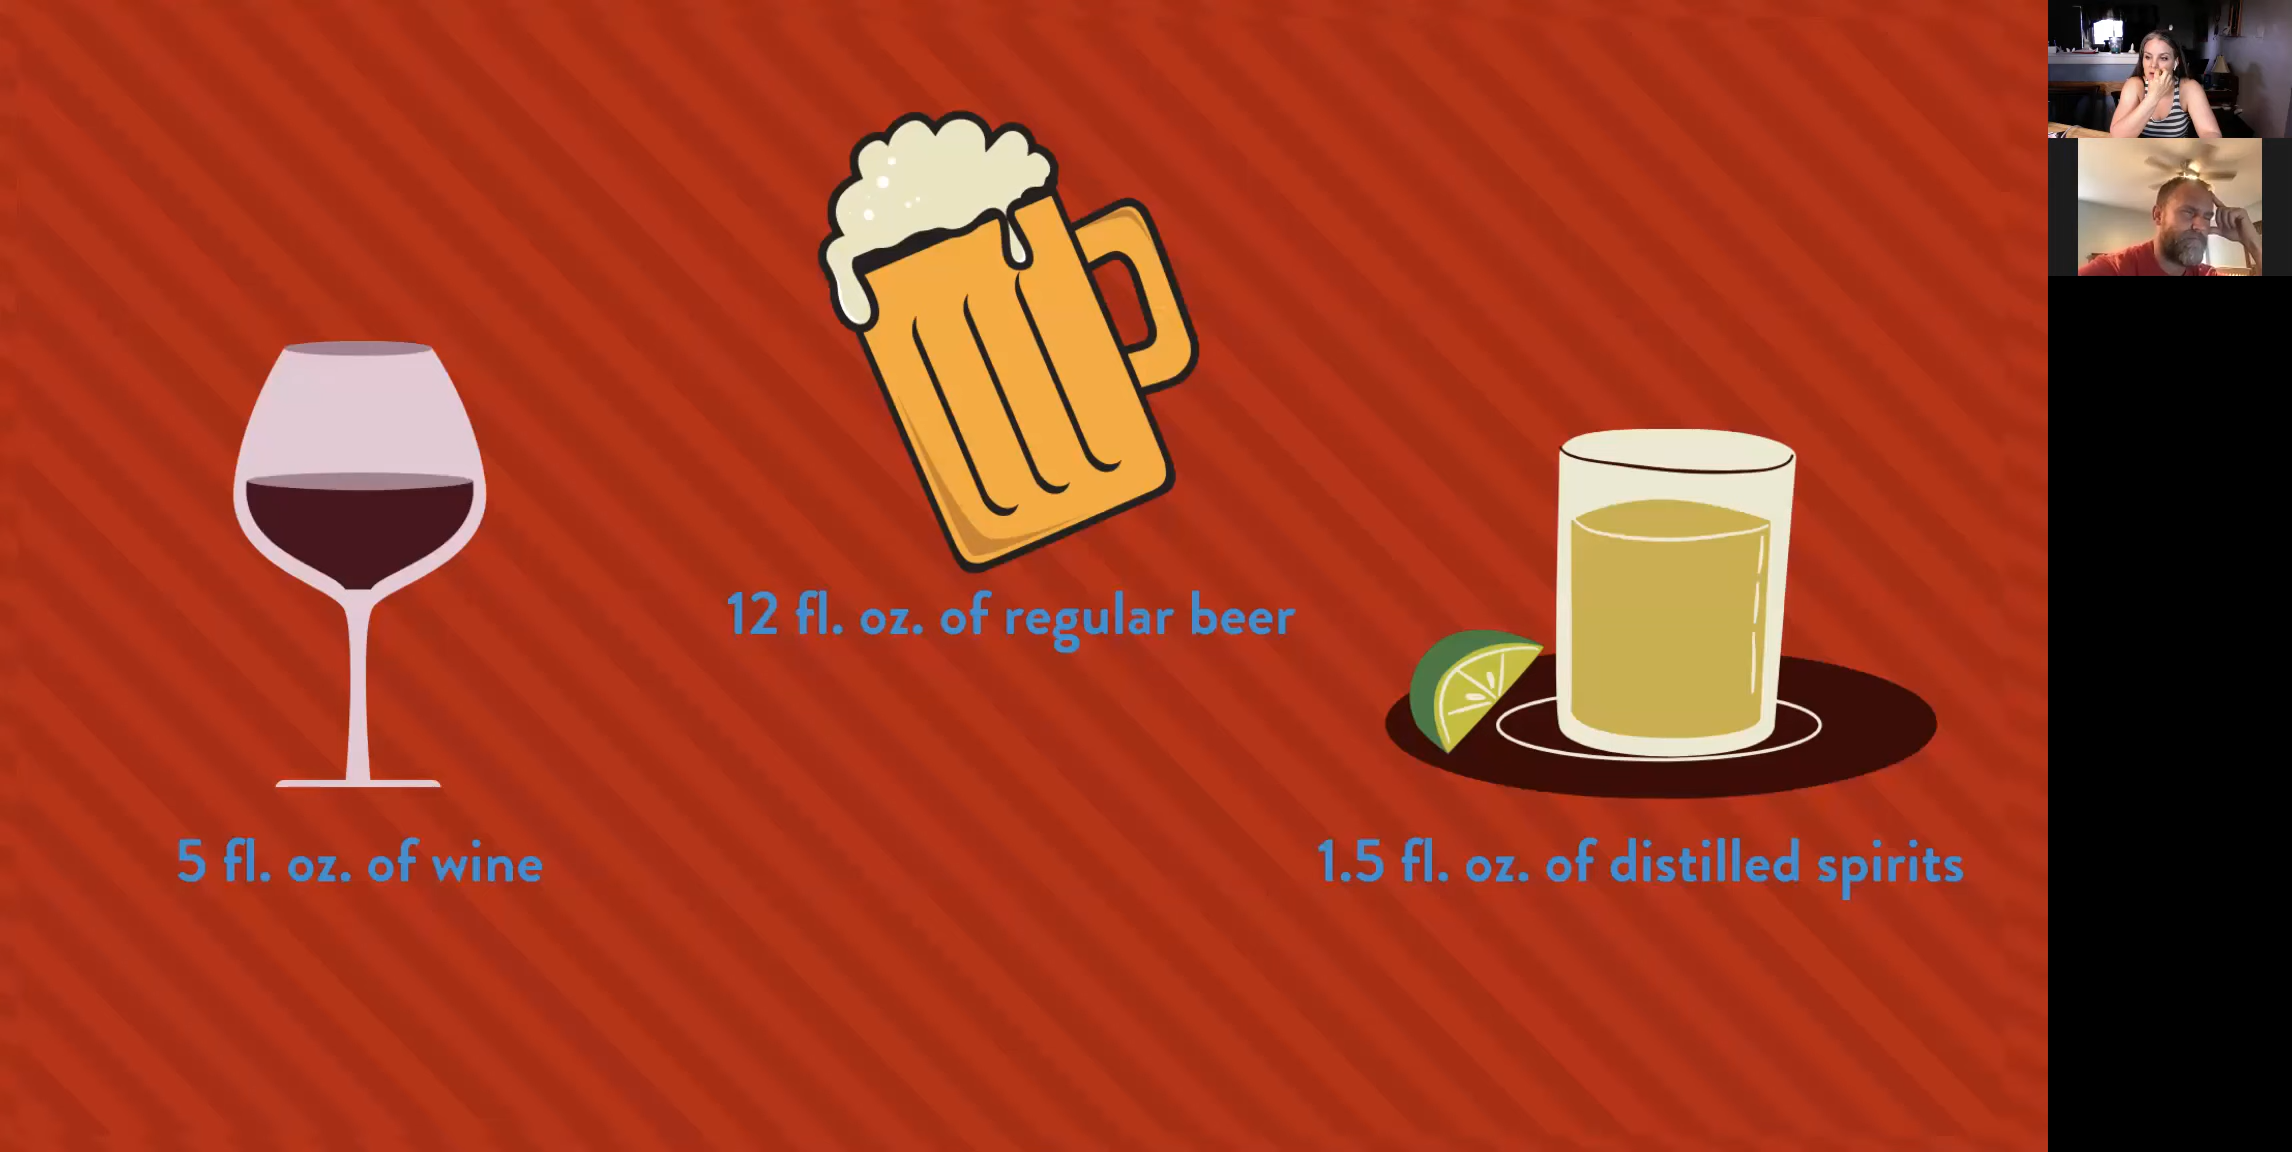 12 fl. oz. of regular beer
5 fl. oz. of wine
1.5 fl. oz. of distilled spirits